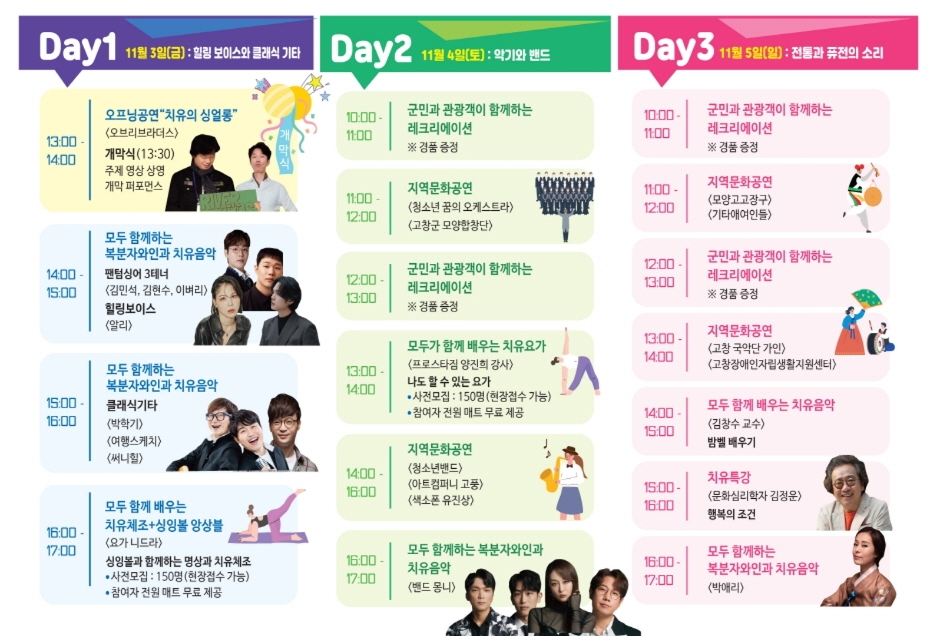 Day1 11월 3일(금) : 힐링 보이스와 클래식 기타
13:00 -
14:00
오프닝공연“치유의 싱얼롱”
〈오브리브라더스〉
개막식(13:30)
주제 영상 상영
개막 퍼포먼스
개막식
14:00 -
15:00
모두 함께하는
복분자와인과 치유음악
팬텀싱어 3테너
〈김민석, 김현수, 이벼리〉
힐링보이스
〈알리〉
15:00 -
16:00
모두 함께하는
복분자와인과 치유음악
클래식기타
〈박학기〉
〈여행스케치〉
〈써니힐〉
16:00 -
17:00
모두 함께 배우는
치유체조+싱잉볼 앙상블
〈요가 니드라〉
싱잉볼과 함께하는 명상과 치유체조
• 사전모집 : 150명(현장접수 가능)
• 참여자 전원 매트 무료 제공
Day2 11월 4일(토) : 악기와 밴드
10:00 -
11:00
군민과 관광객이 함께하는
레크리에이션
※ 경품 증정
11:00 -
12:00
지역문화공연
〈청소년 꿈의 오케스트라〉
〈고창군 모양합창단〉
12:00 -
13:00
군민과 관광객이 함께하는
레크리에이션
※ 경품 증정
13:00 -
14:00
모두가 함께 배우는 치유요가
〈프로스타짐 양진희 강사〉
나도 할 수 있는 요가
• 사전모집 : 150명(현장접수 가능)
• 참여자 전원 매트 무료 제공
14:00 -
16:00
지역문화공연
〈청소년밴드〉
〈아트컴퍼니 고풍〉
〈색소폰 유진상〉
16:00 -
17:00
모두 함께하는 복분자와인과
치유음악
〈밴드 몽니〉
Day3 11월 5일(일) : 전통과 퓨전의 소리
10:00 -
11:00
군민과 관광객이 함께하는
레크리에이션
※ 경품 증정
11:00 -
12:00
지역문화공연
〈모양고고장구〉
〈기타애여인들〉
12:00 -
13:00
군민과 관광객이 함께하는
레크리에이션
※ 경품 증정
13:00 -
14:00
지역문화공연
〈고창 국악단 가인〉
〈고창장애인자립생활지원센터〉
14:00 -
15:00
모두 함께 배우는 치유음악
〈김창수 교수〉
밤벨 배우기
15:00 -
16:00
치유특강
〈문화심리학자 김정운〉
행복의 조건
16:00 -
17:00
모두 함께하는
복분자와인과 치유음악
〈박애리〉